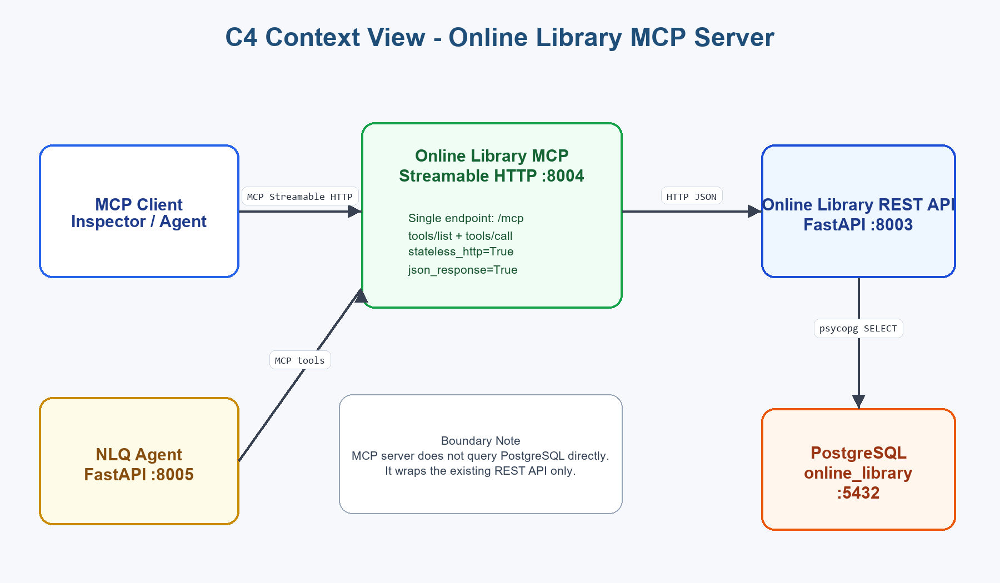 C4 Context View - Online Library MCP Server
MCP Client
Inspector / Agent
MCP Streamable HTTP
Online Library MCP
Streamable HTTP :8004
Single endpoint: /mcp
tools/list + tools/call
stateless_http=True
json_response=True
HTTP JSON
Online Library REST API
FastAPI :8003
psycopg SELECT
MCP tools
NLQ Agent
FastAPI :8005
Boundary Note
MCP server does not query PostgreSQL directly.
It wraps the existing REST API only.
PostgreSQL
online_library
:5432